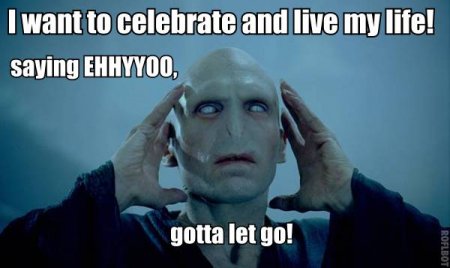 I want to celebrate and live my life!
saying EHHYYOO,
gotta let go!
ROFLBOT